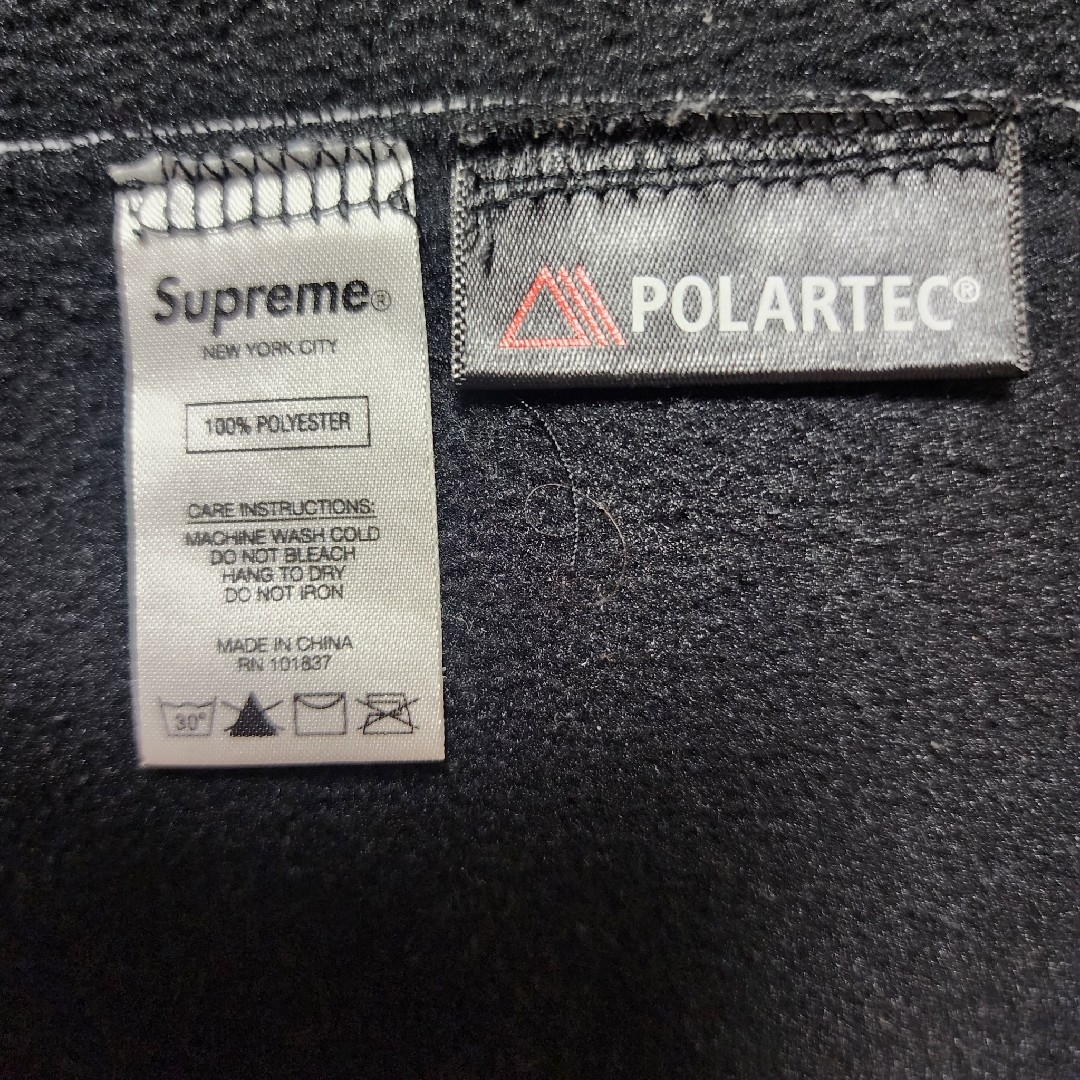 Supreme®
NEW YORK CITY
100% POLYESTER
CARE INSTRUCTIONS:
MACHINE WASH COLD
DO NOT BLEACH
HANG TO DRY
DO NOT IRON
MADE IN CHINA
RN 101837
30°
POLARTEC®